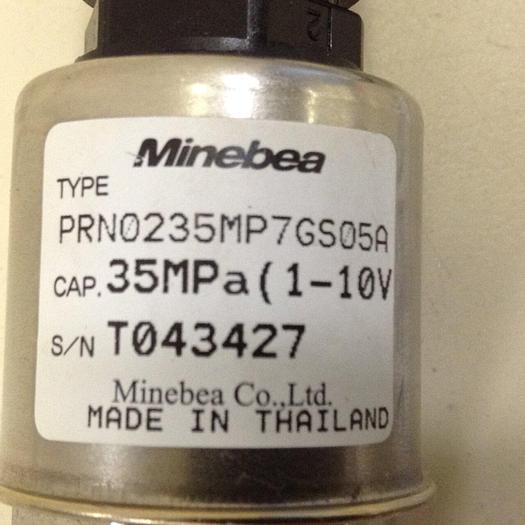 Minebea
TYPE
PRN0235MP7GS05A
CAP. 35MPa(1-10V
S/N T043427
Minebea Co.,Ltd.
MADE IN THAILAND